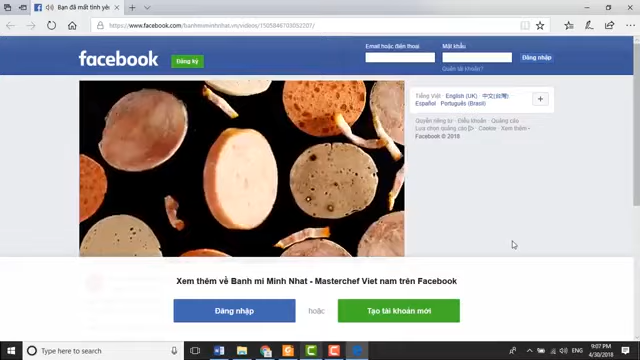 Bạn đã mất tình yêu
https://www.facebook.com/banhmiminhnhat/videos/1505046703052207/
facebook
Đăng ký
Email hoặc điện thoại
Mật khẩu
Đăng nhập
Quên tài khoản?
Tiếng Việt · English (UK) · 中文(台灣) ·
Español · Português (Brasil)
Quyền riêng tư · Điều khoản · Quảng cáo ·
Lựa chọn quảng cáo · Cookie · Xem thêm
Facebook © 2018
Xem thêm về Banh mi Minh Nhat - Masterchef Viet nam trên Facebook
Đăng nhập
hoặc
Tạo tài khoản mới
Type here to search
ENG
9:07 PM
4/30/2018